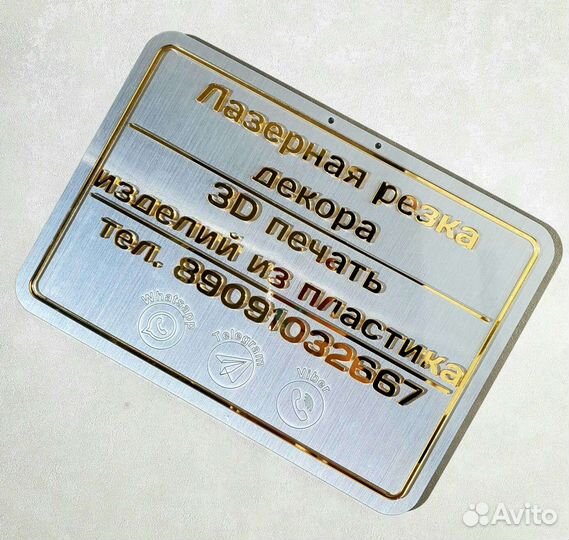 Лазерная резка
декора
3D печать
изделий из пластика
тел. 89091032667
Whatsapp
Telegram
Viber
Avito